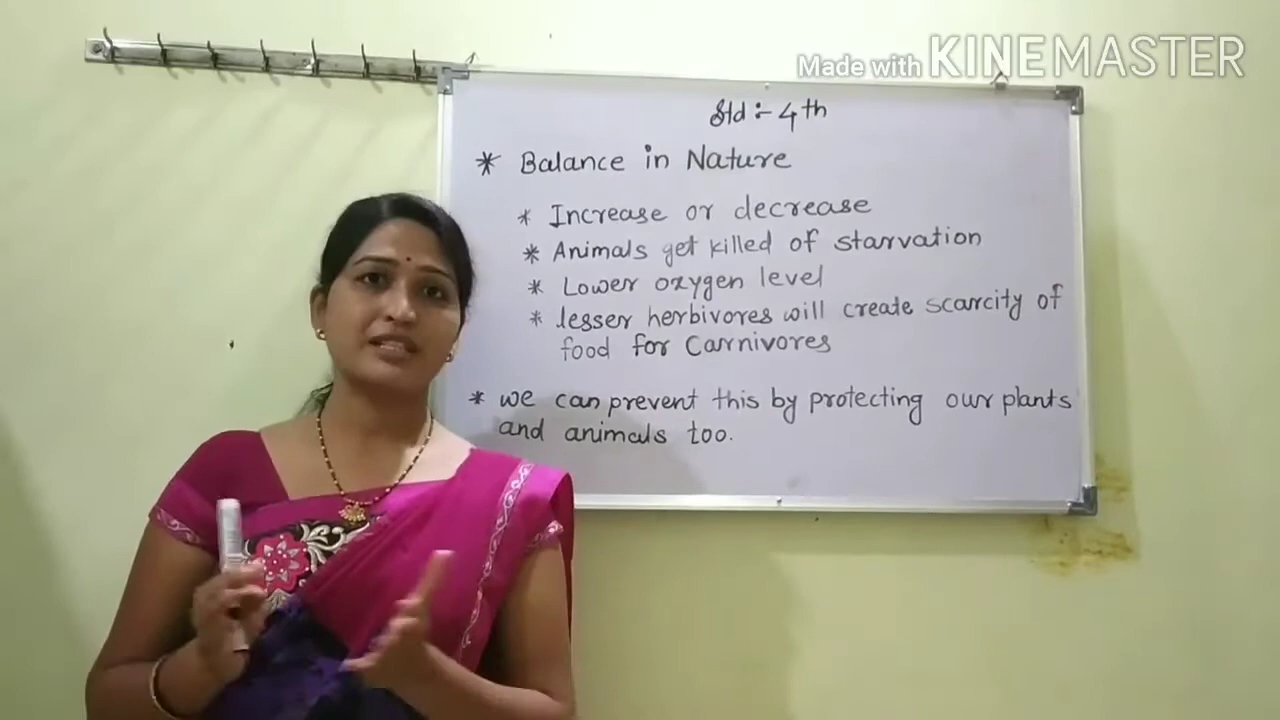 Made with KINEMASTER
Std :- 4th
* Balance in Nature
* Increase or decrease
* Animals get killed of starvation
* Lower oxygen level
* lesser herbivores will create scarcity of
food for Carnivores
* we can prevent this by protecting our plants
and animals too.